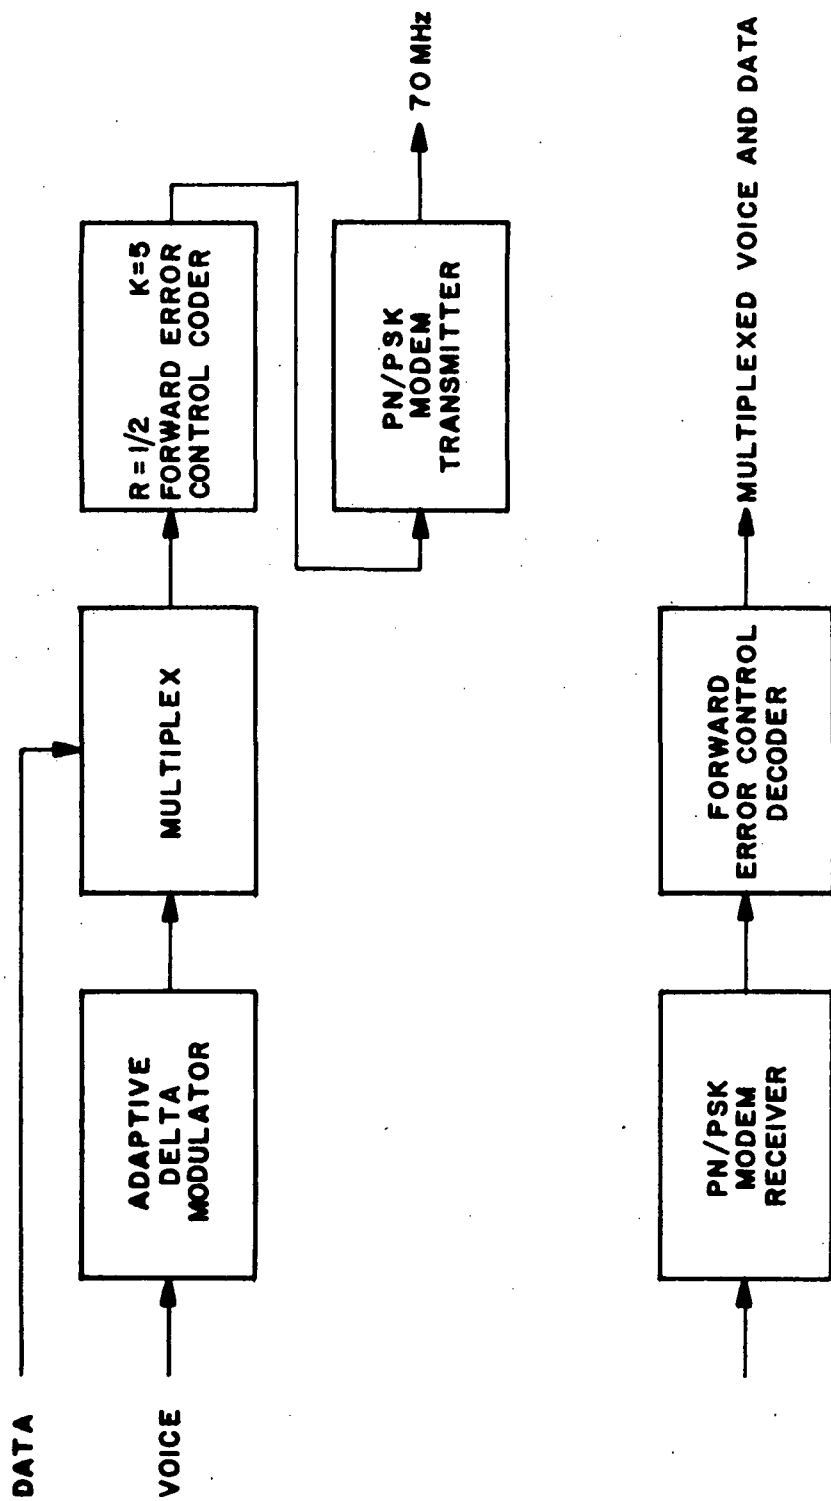 DATA
VOICE
ADAPTIVE
DELTA
MODULATOR
MULTIPLEX
R = 1/2 K=5
FORWARD ERROR
CONTROL CODER
PN/PSK
MODEM
TRANSMITTER
70 MHz
PN/PSK
MODEM
RECEIVER
FORWARD
ERROR CONTROL
DECODER
MULTIPLEXED VOICE AND DATA